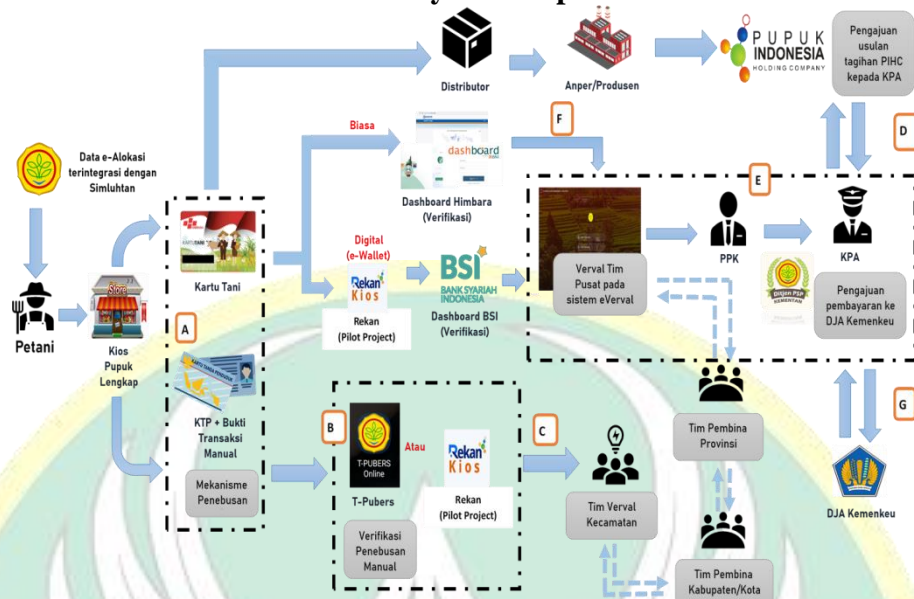 Distributor
Anper/Produsen
PUPUK
INDONESIA
HOLDING COMPANY
Pengajuan
usulan
tagihan PIHC
kepada KPA
Biasa
F
D
dashboard
Data e-Alokasi
terintegrasi dengan
Simluhtan
Dashboard Himbara
(Verifikasi)
E
Kartu Tani
Digital
(e-Wallet)
Rekan
Kios
Rekan
(Pilot Project)
BSI
BANK SYARIAH
INDONESIA
Dashboard BSI
(Verifikasi)
Verval Tim
Pusat pada
sistem eVerval
PPK
KPA
Ditjen PSP
KEMENTAN
Pengajuan
pembayaran ke
DJA Kemenkeu
Store
Petani
Kios
Pupuk
Lengkap
A
KTP + Bukti
Transaksi
Manual
Mekanisme
Penebusan
B
T-PUBERS
Online
Atau
Rekan
Kios
T-Pubers
Rekan
(Pilot Project)
Verifikasi
Penebusan
Manual
C
Tim Verval
Kecamatan
Tim Pembina
Provinsi
Tim Pembina
Kabupaten/Kota
G
DJA Kemenkeu